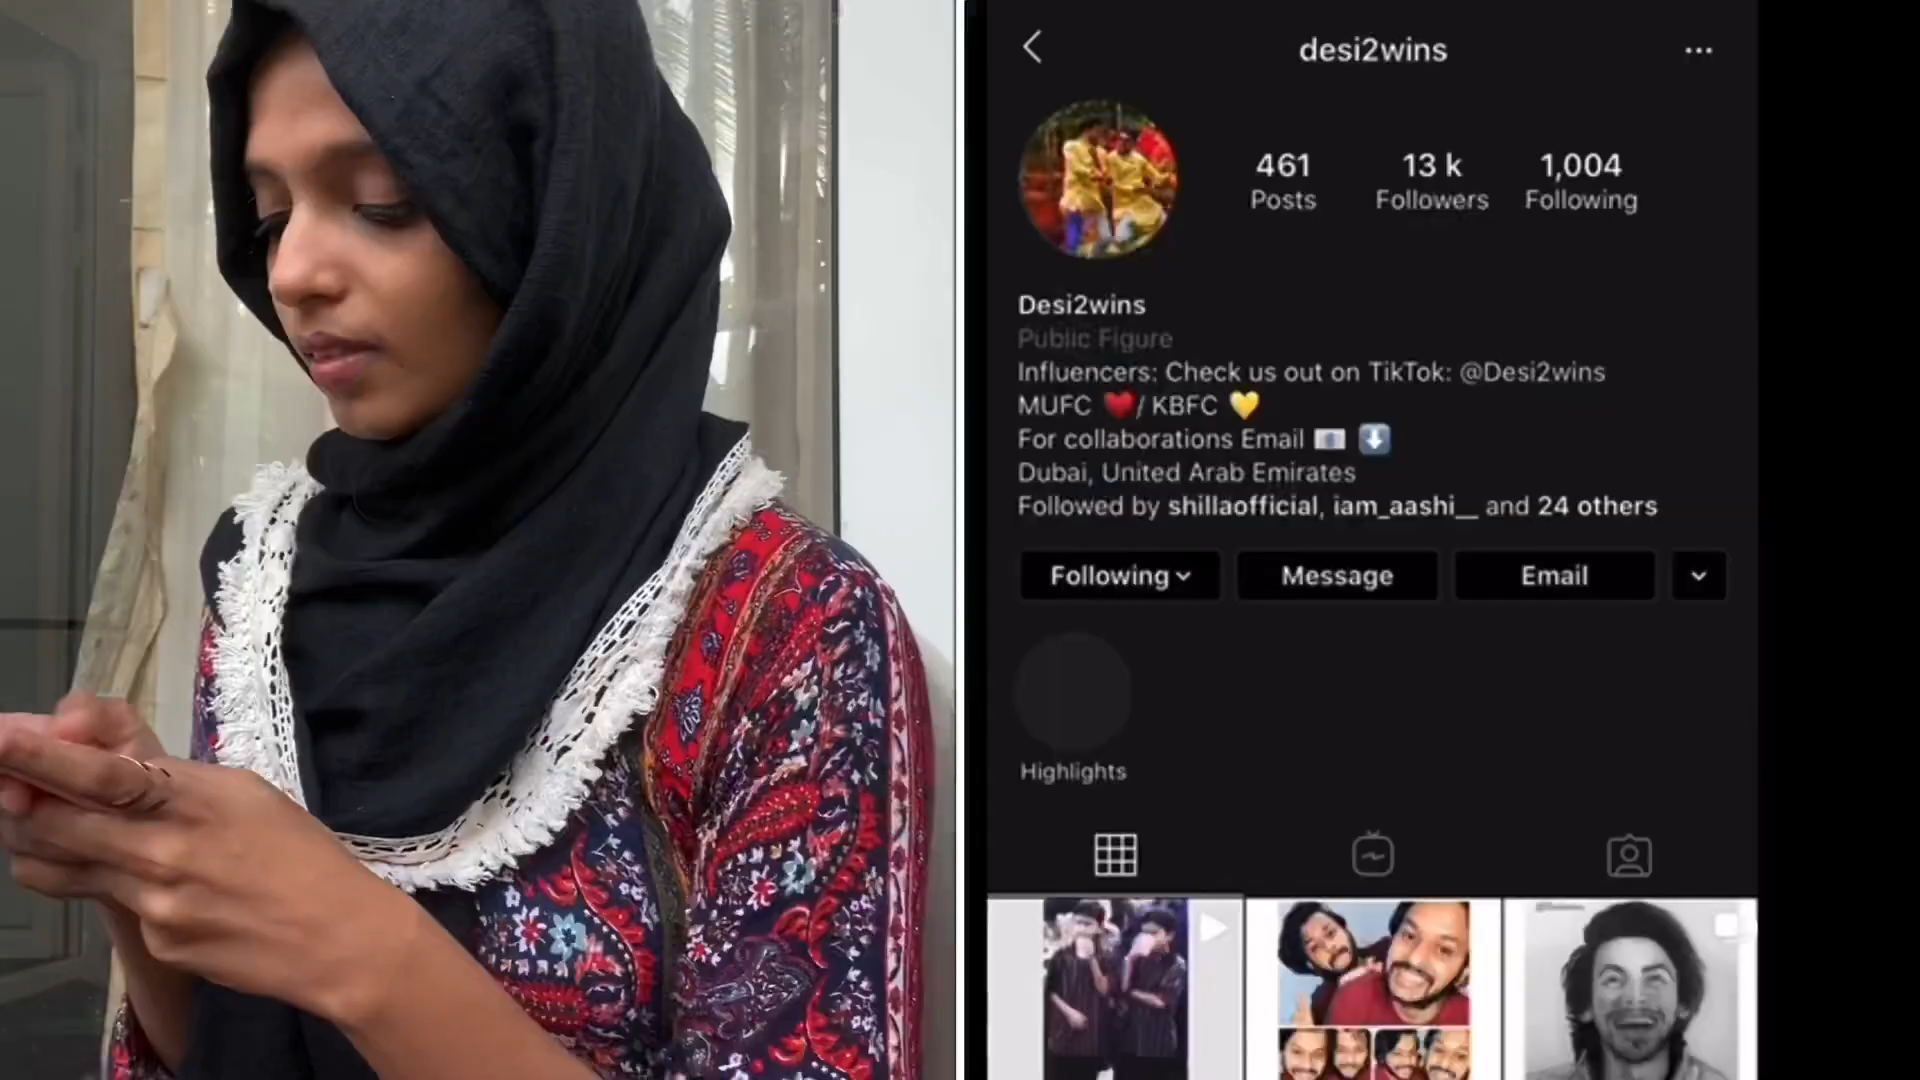 desi2wins
461
13 k
1,004
Posts
Followers
Following
Desi2wins
Public Figure
Influencers: Check us out on TikTok: @Desi2wins
MUFC ❤️/ KBFC 💛
For collaborations Email 📧 ⬇️
Dubai, United Arab Emirates
Followed by shillaofficial, iam_aashi__ and 24 others
Following
Message
Email
Highlights